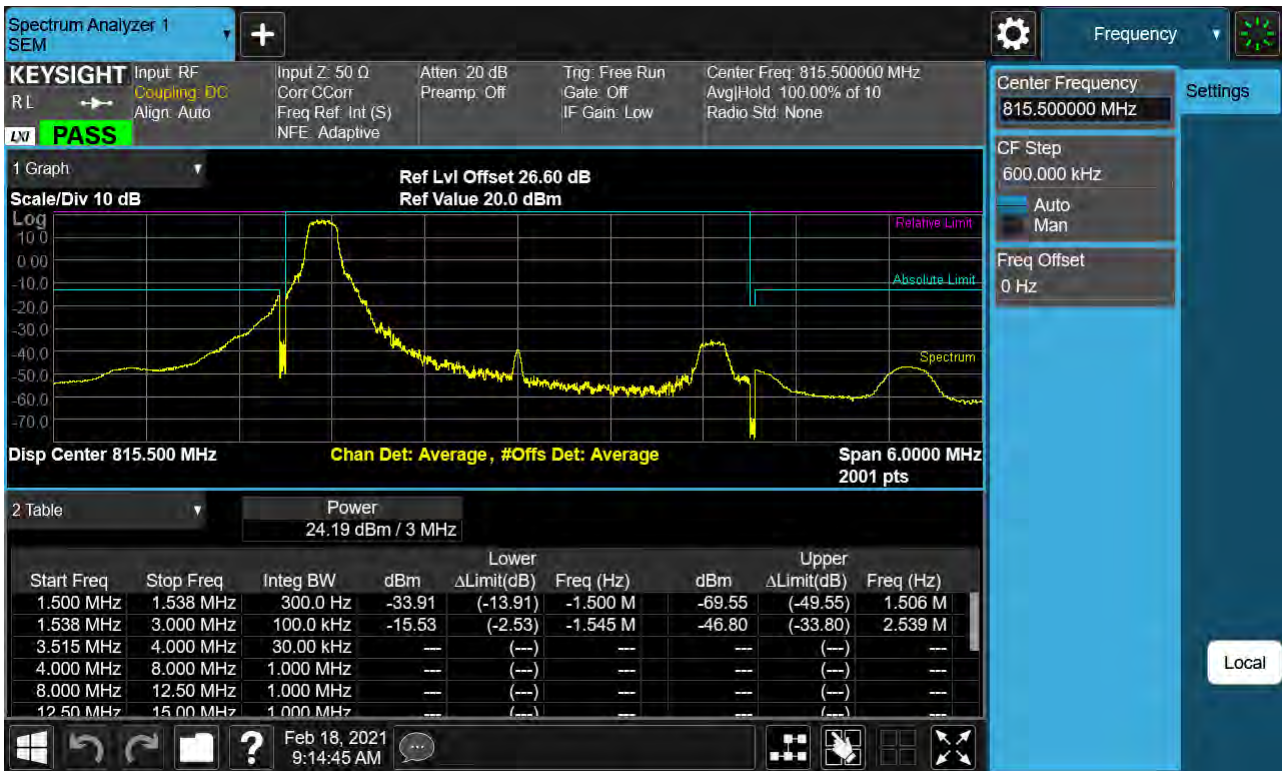 Spectrum Analyzer 1
SEM
Frequency
KEYSIGHT
R L
LXI
PASS
Input: RF
Coupling: DC
Align: Auto
Input Z: 50 Ω
Corr CCorr
Freq Ref: Int (S)
NFE: Adaptive
Atten: 20 dB
Preamp: Off
Trig: Free Run
Gate: Off
IF Gain: Low
Center Freq: 815.500000 MHz
Avg|Hold: 100.00% of 10
Radio Std: None
Center Frequency
815.500000 MHz
Settings
CF Step
600.000 kHz
Auto
Man
Freq Offset
0 Hz
Local
1 Graph
Scale/Div 10 dB
Ref Lvl Offset 26.60 dB
Ref Value 20.0 dBm
Log
10.0
0.00
-10.0
-20.0
-30.0
-40.0
-50.0
-60.0
-70.0
Relative Limit
Absolute Limit
Spectrum
Disp Center 815.500 MHz
Chan Det: Average, #Offs Det: Average
Span 6.0000 MHz
2001 pts
2 Table
Power
24.19 dBm / 3 MHz
Lower Upper
Start Freq Stop Freq Integ BW dBm ΔLimit(dB) Freq (Hz) dBm ΔLimit(dB) Freq (Hz)
1.500 MHz 1.538 MHz 300.0 Hz -33.91 (-13.91) -1.500 M -69.55 (-49.55) 1.506 M
1.538 MHz 3.000 MHz 100.0 kHz -15.53 (-2.53) -1.545 M -46.80 (-33.80) 2.539 M
3.515 MHz 4.000 MHz 30.00 kHz --- (---) --- --- (---) ---
4.000 MHz 8.000 MHz 1.000 MHz --- (---) --- --- (---) ---
8.000 MHz 12.50 MHz 1.000 MHz --- (---) --- --- (---) ---
12.50 MHz 15.00 MHz 1.000 MHz --- (---) --- --- (---) ---
?
Feb 18, 2021
9:14:45 AM